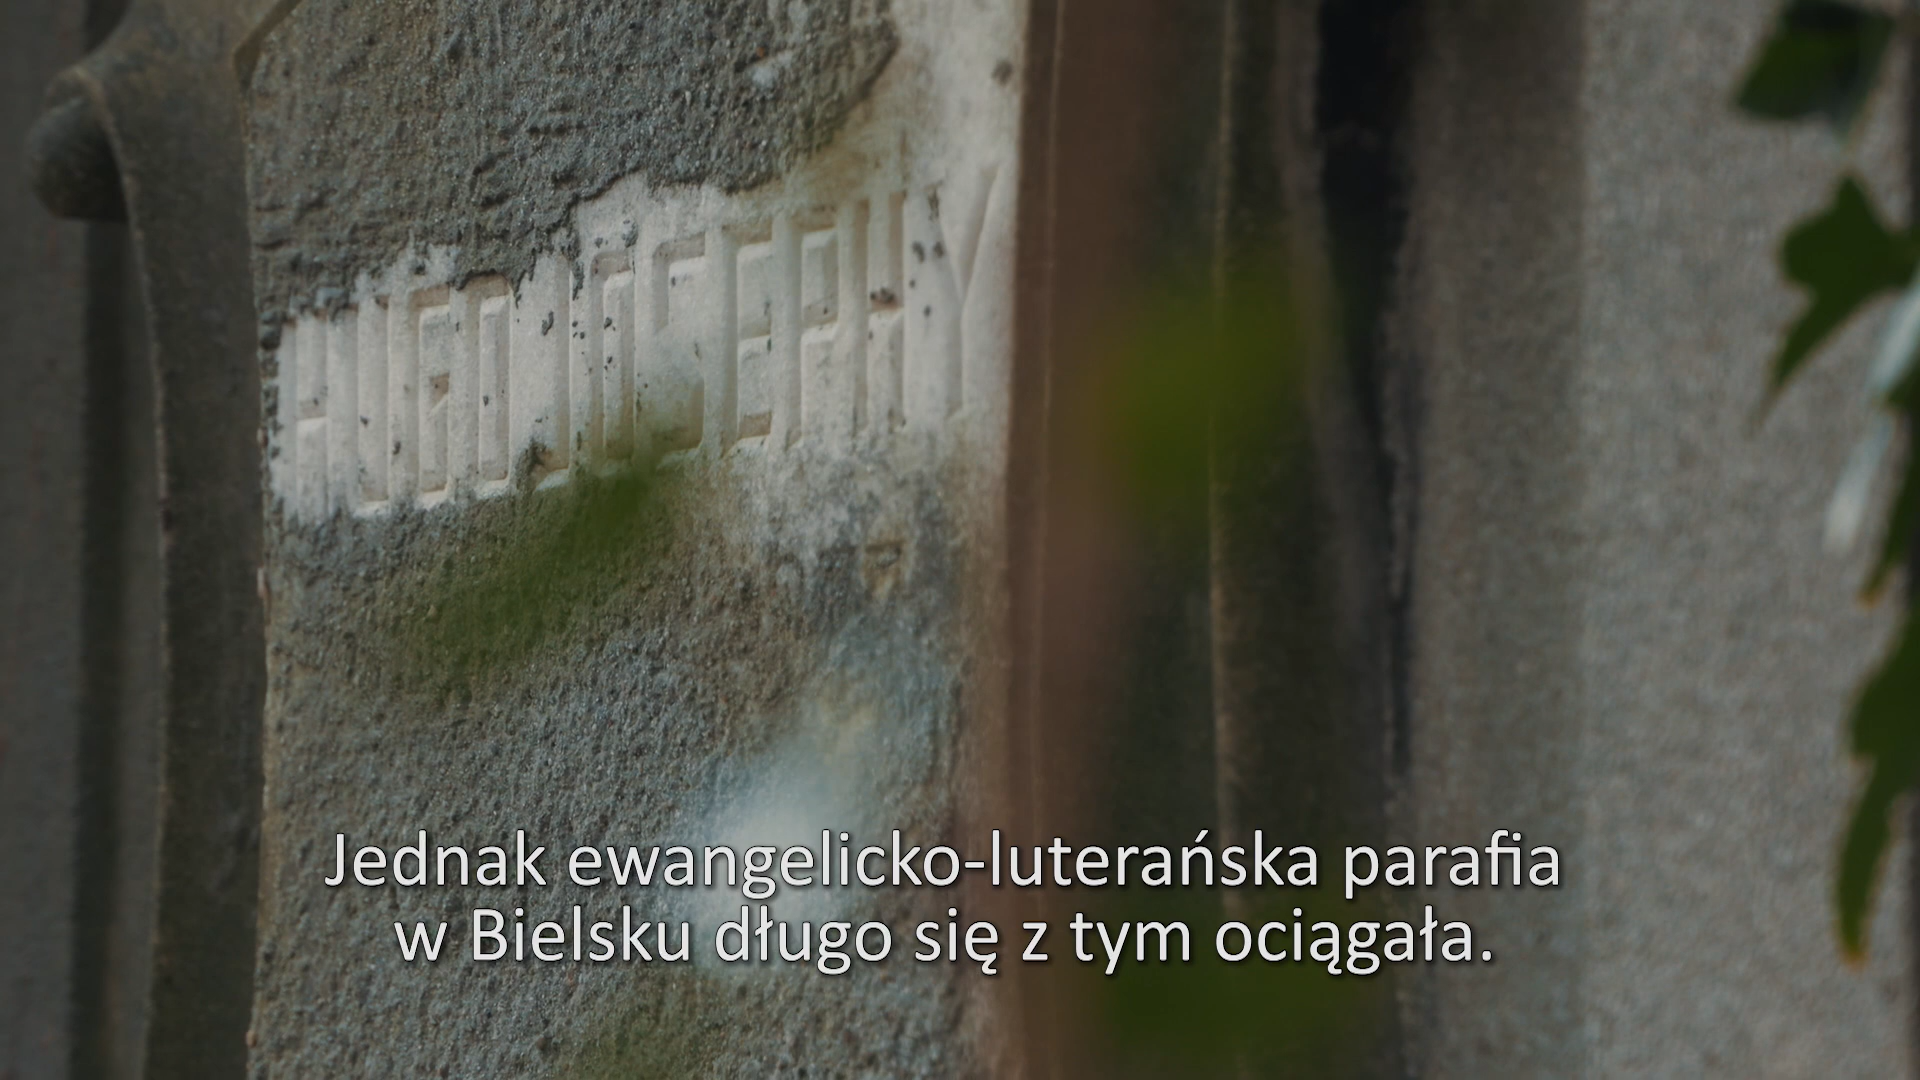 Jednak ewangelicko-luterańska parafia
w Bielsku długo się z tym ociągała.